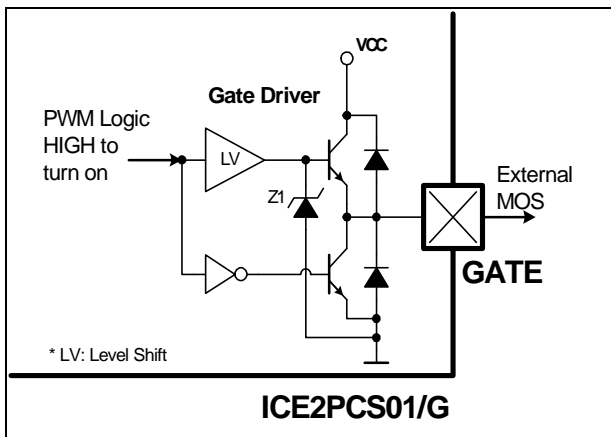 VCC
Gate Driver
PWM Logic
HIGH to
turn on
LV
Z1
External
MOS
GATE
* LV: Level Shift
ICE2PCS01/G